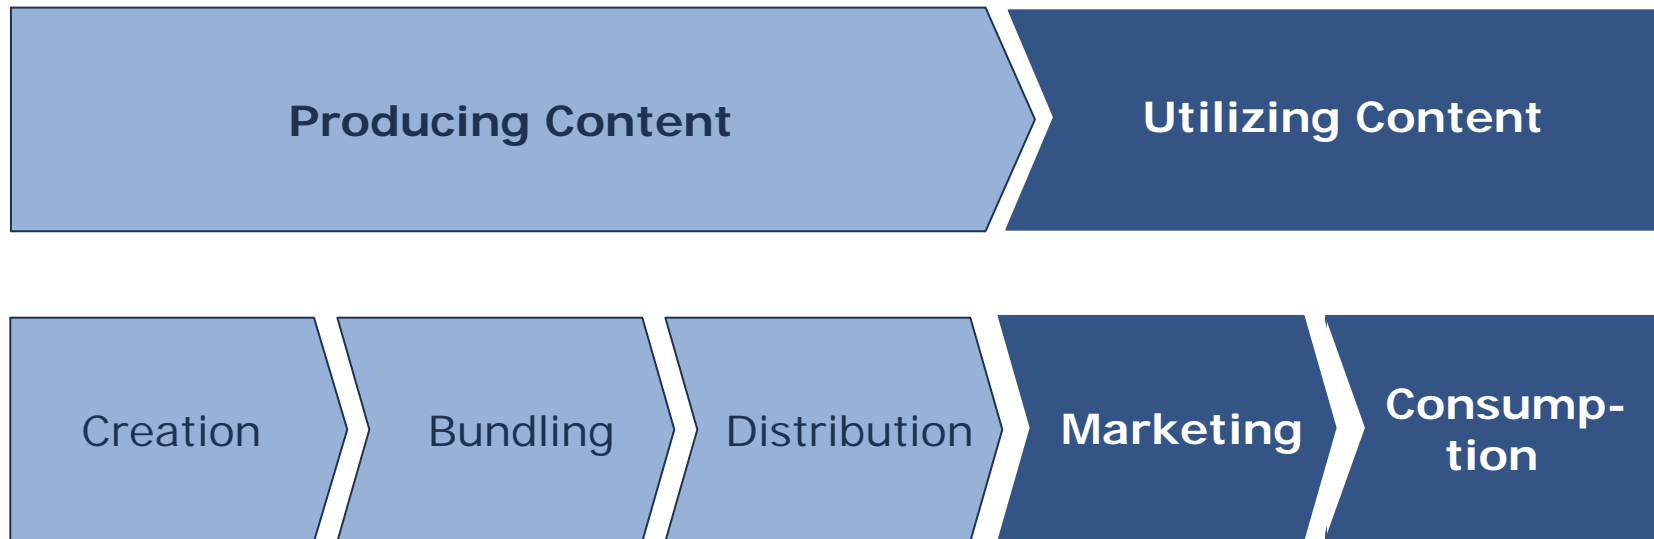 Producing Content
Utilizing Content
Creation
Bundling
Distribution
Marketing
Consump-
tion